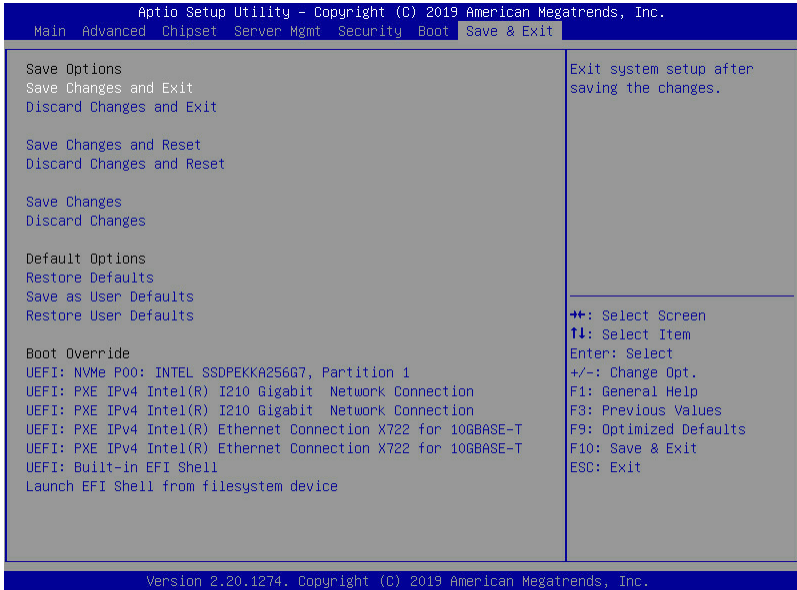 Aptio Setup Utility – Copyright (C) 2019 American Megatrends, Inc.
Main Advanced Chipset Server Mgmt Security Boot Save & Exit
Save Options
Save Changes and Exit
Discard Changes and Exit
Save Changes and Reset
Discard Changes and Reset
Save Changes
Discard Changes
Default Options
Restore Defaults
Save as User Defaults
Restore User Defaults
Boot Override
UEFI: NVMe P00: INTEL SSDPEKKA256G7, Partition 1
UEFI: PXE IPv4 Intel(R) I210 Gigabit  Network Connection
UEFI: PXE IPv4 Intel(R) I210 Gigabit  Network Connection
UEFI: PXE IPv4 Intel(R) Ethernet Connection X722 for 10GBASE-T
UEFI: PXE IPv4 Intel(R) Ethernet Connection X722 for 10GBASE-T
UEFI: Built-in EFI Shell
Launch EFI Shell from filesystem device
Exit system setup after
saving the changes.
→←: Select Screen
↑↓: Select Item
Enter: Select
+/-: Change Opt.
F1: General Help
F3: Previous Values
F9: Optimized Defaults
F10: Save & Exit
ESC: Exit
Version 2.20.1274. Copyright (C) 2019 American Megatrends, Inc.